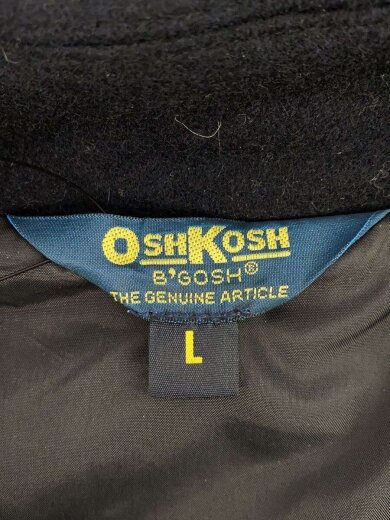 OSHKOSH
B'GOSH®
THE GENUINE ARTICLE
L